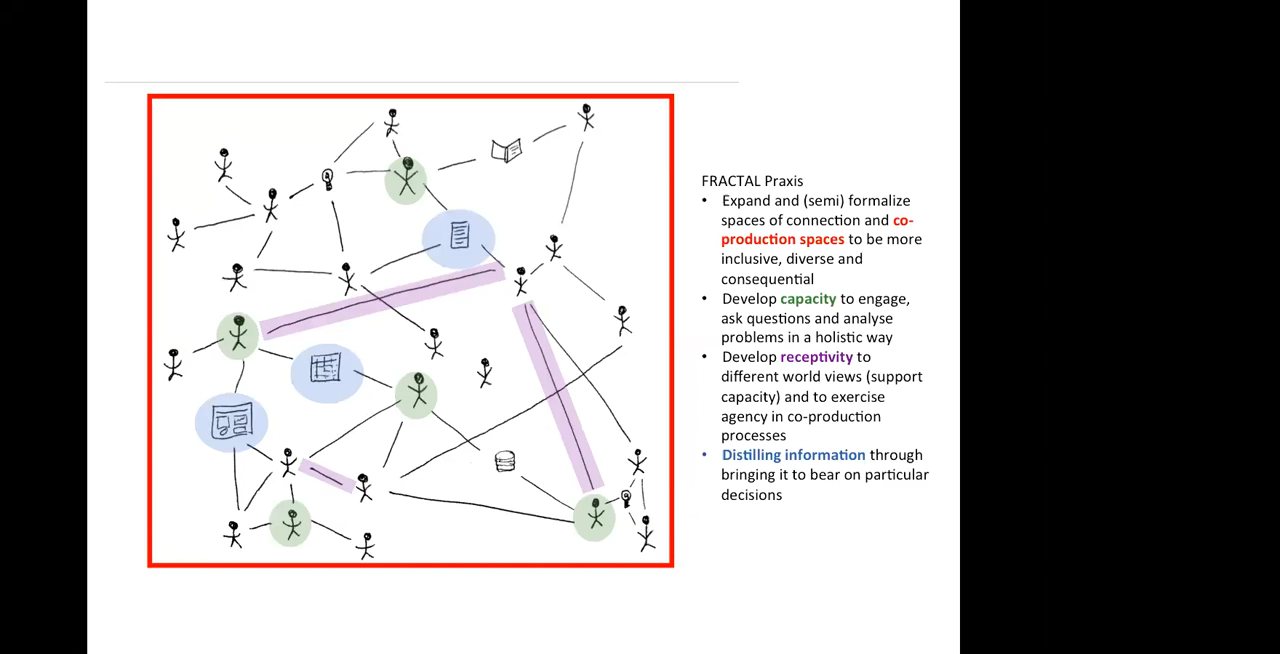 FRACTAL Praxis
• Expand and (semi) formalize
spaces of connection and co-
production spaces to be more
inclusive, diverse and
consequential
• Develop capacity to engage,
ask questions and analyse
problems in a holistic way
• Develop receptivity to
different world views (support
capacity) and to exercise
agency in co-production
processes
• Distilling information through
bringing it to bear on particular
decisions